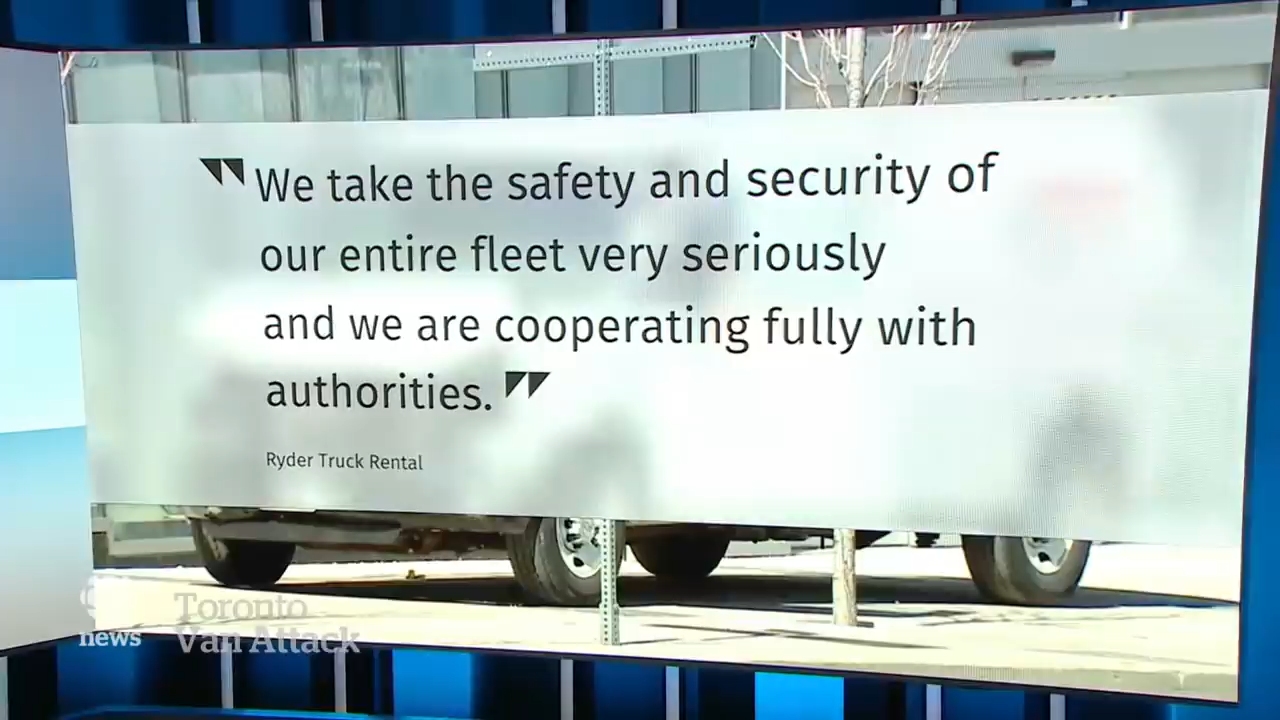 "We take the safety and security of
our entire fleet very seriously
and we are cooperating fully with
authorities."
Ryder Truck Rental
news
Toronto
Van Attack